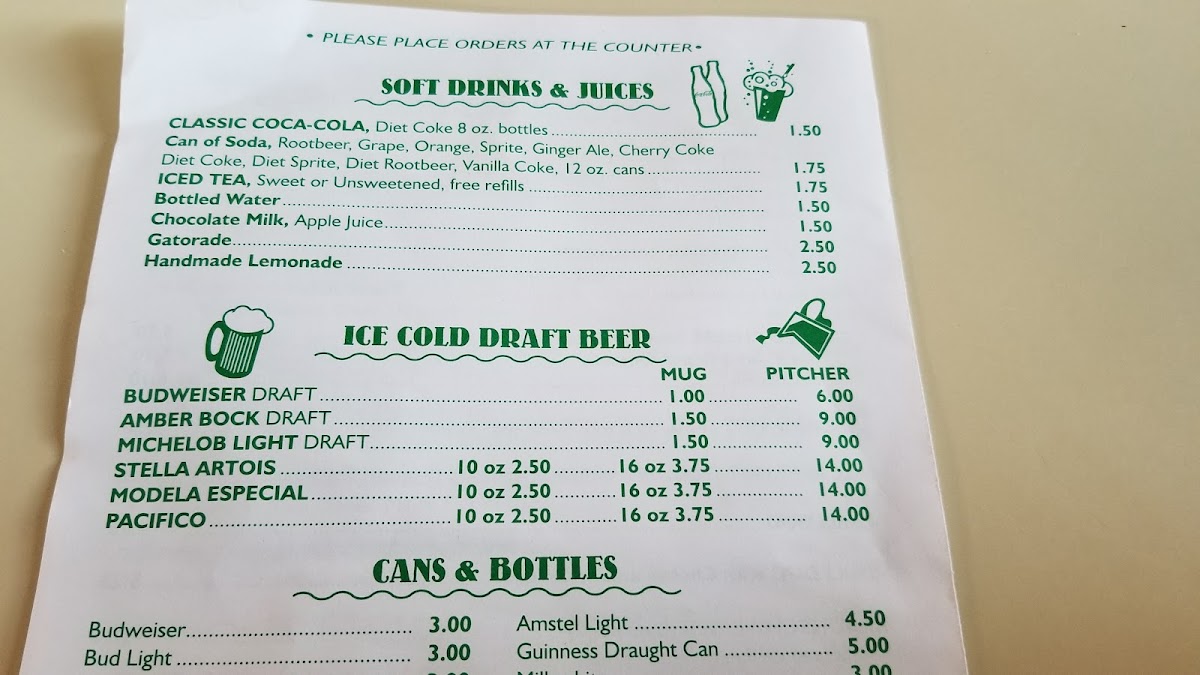 • PLEASE PLACE ORDERS AT THE COUNTER•
SOFT DRINKS & JUICES
CLASSIC COCA-COLA, Diet Coke 8 oz. bottles 1.50
Can of Soda, Rootbeer, Grape, Orange, Sprite, Ginger Ale, Cherry Coke
Diet Coke, Diet Sprite, Diet Rootbeer, Vanilla Coke, 12 oz. cans 1.75
ICED TEA, Sweet or Unsweetened, free refills 1.75
Bottled Water 1.50
Chocolate Milk, Apple Juice 1.50
Gatorade 2.50
Handmade Lemonade 2.50
ICE COLD DRAFT BEER
MUG PITCHER
BUDWEISER DRAFT 1.00 6.00
AMBER BOCK DRAFT 1.50 9.00
MICHELOB LIGHT DRAFT 1.50 9.00
STELLA ARTOIS 10 oz 2.50 16 oz 3.75 14.00
MODELA ESPECIAL 10 oz 2.50 16 oz 3.75 14.00
PACIFICO 10 oz 2.50 16 oz 3.75 14.00
CANS & BOTTLES
Budweiser 3.00 Amstel Light 4.50
Bud Light 3.00 Guinness Draught Can 5.00
3.00